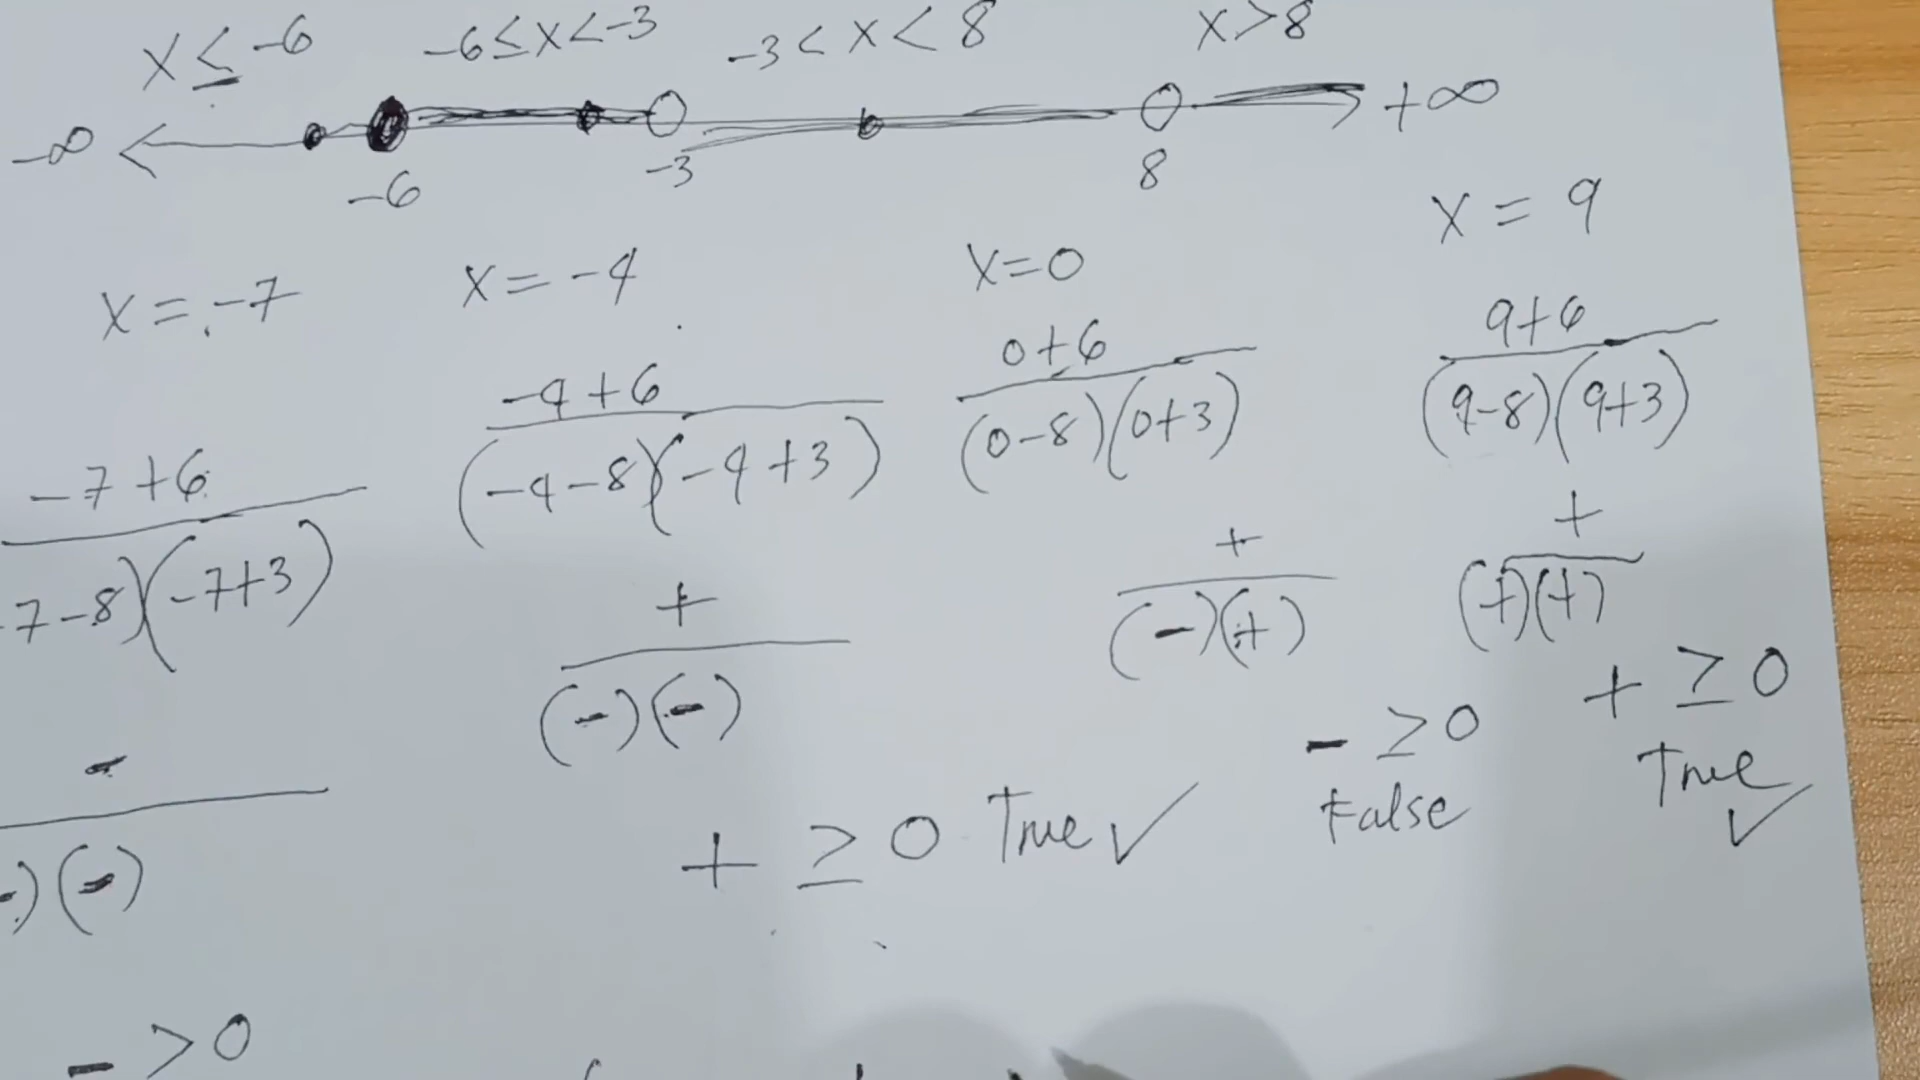 x ≤ -6   -6 ≤ x < -3   -3 < x < 8   x > 8
-∞   +∞
-6   -3   8
x = -7   x = -4   x = 0   x = 9
-7+6   -4+6   0+6   9+6
7-8)(-7+3)   (-4-8)(-4+3)   (0-8)(0+3)   (9-8)(9+3)
-   +   +   +
-)(-)   (-)(-)   (-)(+)   (+)(+)
+ ≥ 0 True ✓   - ≥ 0   + ≥ 0
False   True ✓
- > 0